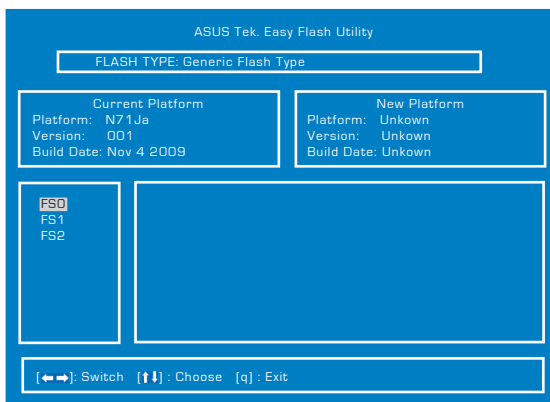 ASUS Tek. Easy Flash Utility
FLASH TYPE: Generic Flash Type
Current Platform
Platform: N71Ja
Version: 001
Build Date: Nov 4 2009
New Platform
Platform: Unkown
Version: Unkown
Build Date: Unkown
FS0
FS1
FS2
[←→]: Switch [↑↓] : Choose [q] : Exit